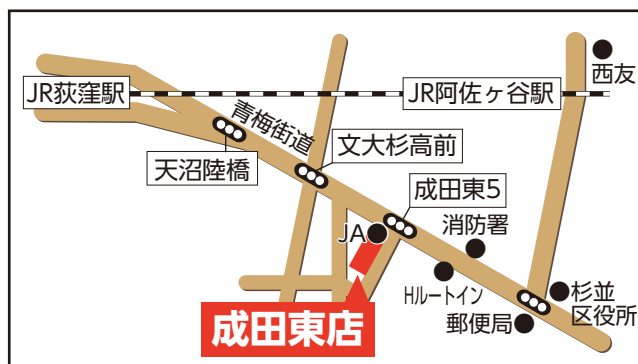 西友
JR荻窪駅
JR阿佐ヶ谷駅
青梅街道
文大杉高前
天沼陸橋
成田東5
消防署
JA
Hルートイン
杉並
区役所
郵便局
成田東店